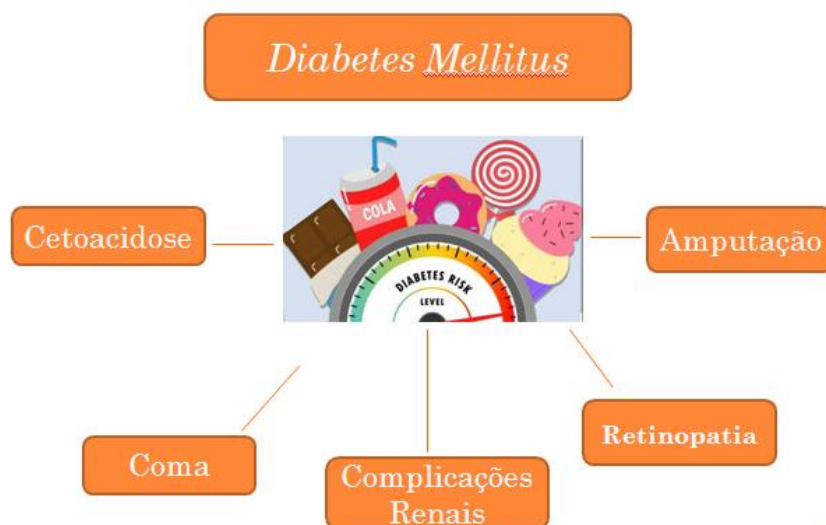 Diabetes Mellitus
COLA
DIABETES RISK
LEVEL
Cetoacidose
Amputação
Coma
Complicações
Renais
Retinopatia